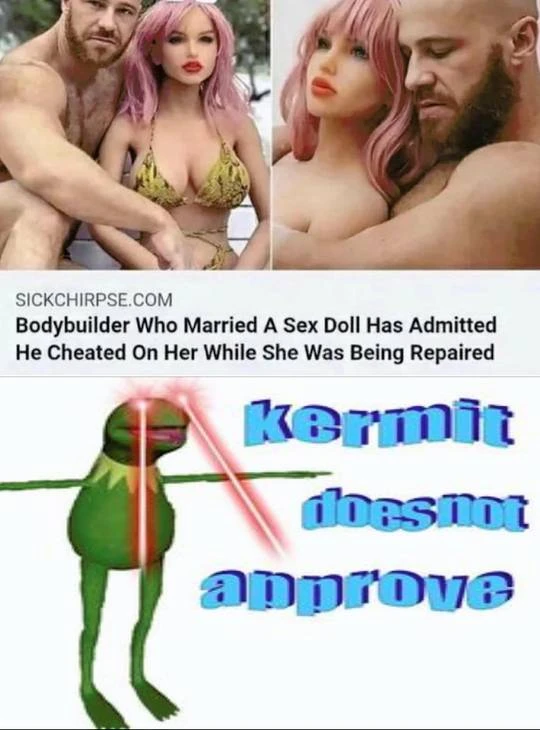 SICKCHIRPSE.COM
Bodybuilder Who Married A Sex Doll Has Admitted
He Cheated On Her While She Was Being Repaired
kermit
doesnot
approve